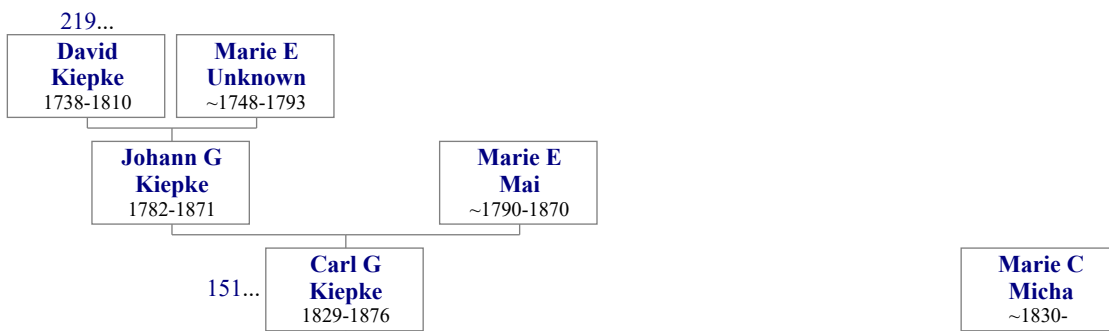 219...
David
Kiepke
1738-1810
Marie E
Unknown
~1748-1793
Johann G
Kiepke
1782-1871
Marie E
Mai
~1790-1870
151...
Carl G
Kiepke
1829-1876
Marie C
Micha
~1830-